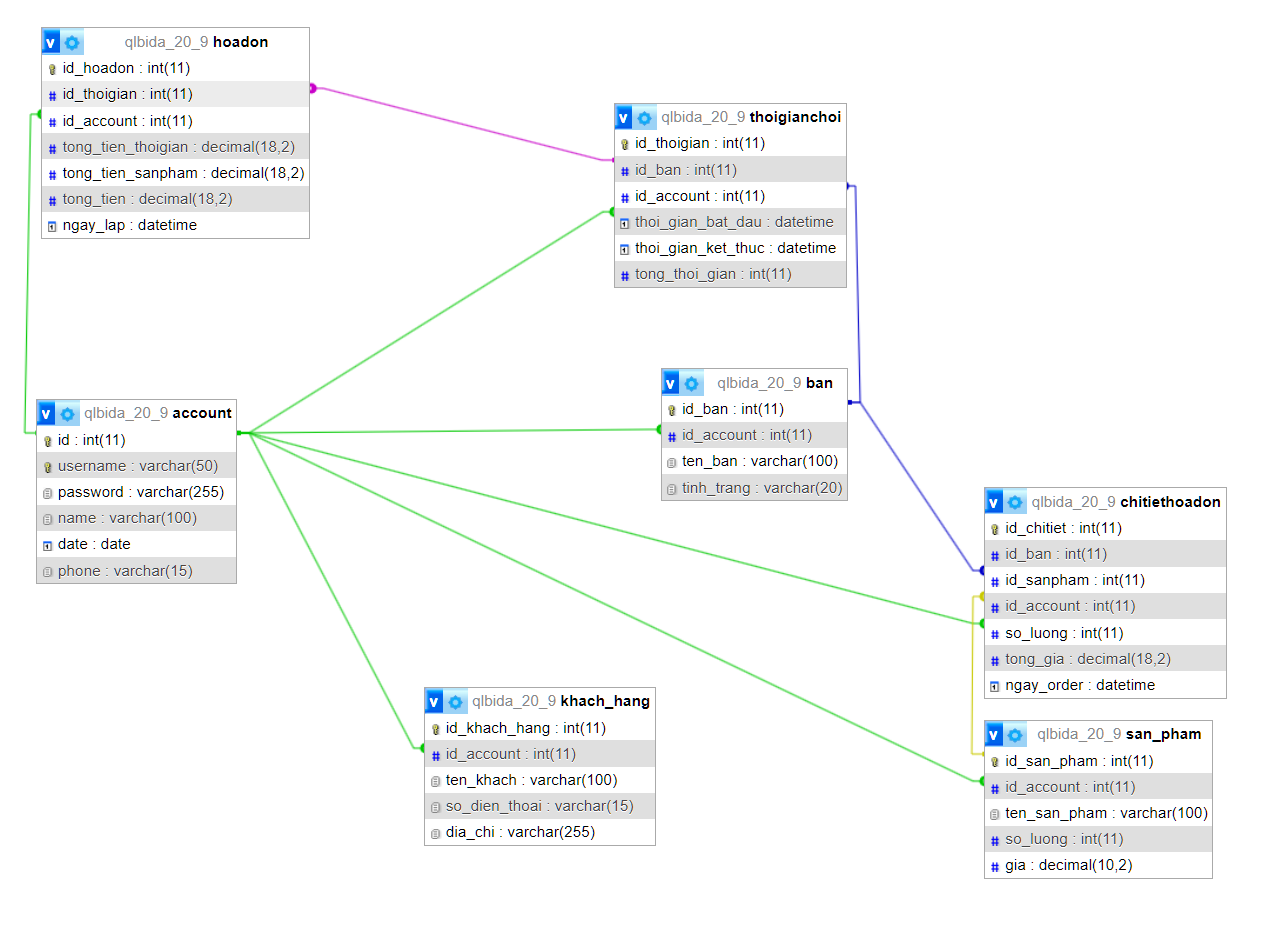 qlbida_20_9 hoadon
id_hoadon : int(11)
id_thoigian : int(11)
id_account : int(11)
tong_tien_thoigian : decimal(18,2)
tong_tien_sanpham : decimal(18,2)
tong_tien : decimal(18,2)
ngay_lap : datetime
qlbida_20_9 thoigianchoi
id_thoigian : int(11)
id_ban : int(11)
id_account : int(11)
thoi_gian_bat_dau : datetime
thoi_gian_ket_thuc : datetime
tong_thoi_gian : int(11)
qlbida_20_9 account
id : int(11)
username : varchar(50)
password : varchar(255)
name : varchar(100)
date : date
phone : varchar(15)
qlbida_20_9 ban
id_ban : int(11)
id_account : int(11)
ten_ban : varchar(100)
tinh_trang : varchar(20)
qlbida_20_9 chitiethoadon
id_chitiet : int(11)
id_ban : int(11)
id_sanpham : int(11)
id_account : int(11)
so_luong : int(11)
tong_gia : decimal(18,2)
ngay_order : datetime
qlbida_20_9 khach_hang
id_khach_hang : int(11)
id_account : int(11)
ten_khach : varchar(100)
so_dien_thoai : varchar(15)
dia_chi : varchar(255)
qlbida_20_9 san_pham
id_san_pham : int(11)
id_account : int(11)
ten_san_pham : varchar(100)
so_luong : int(11)
gia : decimal(10,2)